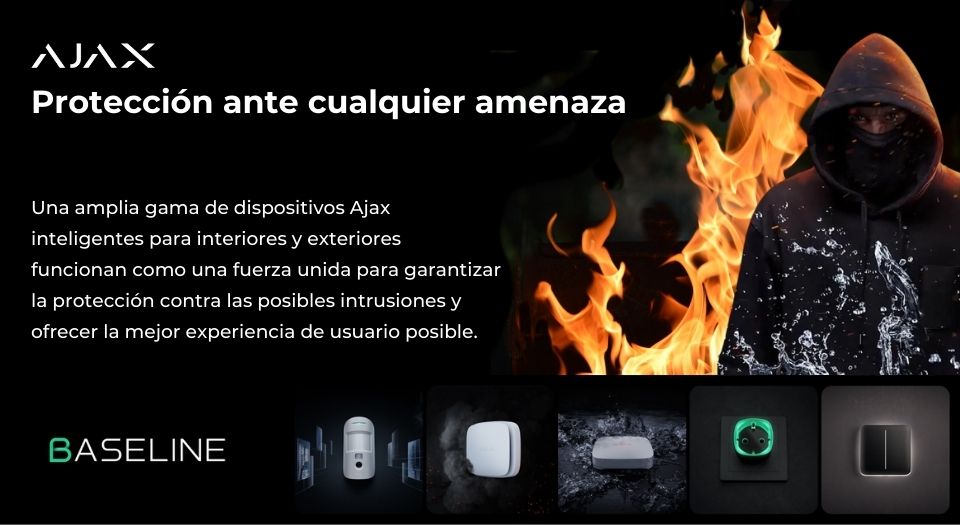 AJAX
Protección ante cualquier amenaza
Una amplia gama de dispositivos Ajax
inteligentes para interiores y exteriores
funcionan como una fuerza unida para garantizar
la protección contra las posibles intrusiones y
ofrecer la mejor experiencia de usuario posible.
BASELINE